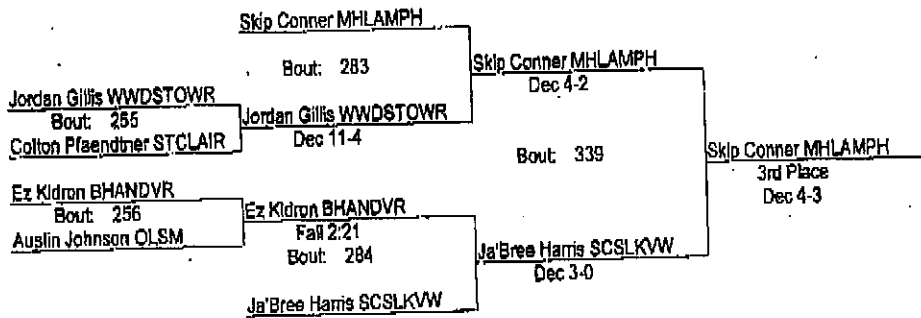 Skip Conner MHLAMPH
Bout: 283
Skip Conner MHLAMPH
Dec 4-2
Jordan Gillis WWDSTOWR
Bout: 255
Jordan Gillis WWDSTOWR
Dec 11-4
Colton Pfaendtner STCLAIR
Bout: 339
Skip Conner MHLAMPH
3rd Place
Dec 4-3
Ez Kidron BHANDVR
Bout: 256
Ez Kidron BHANDVR
Fall 2:21
Austin Johnson OLSM
Bout: 284
Ja'Bree Harris SCSLKVW
Dec 3-0
Ja'Bree Harris SCSLKVW